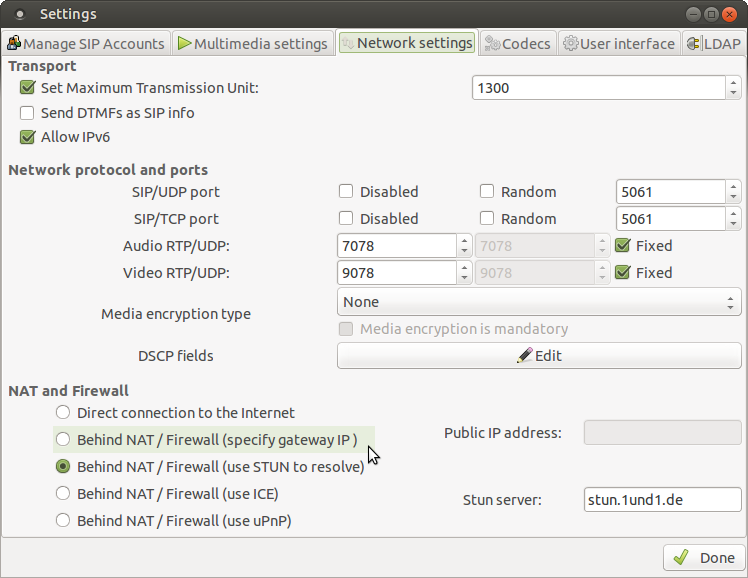 Settings
Manage SIP Accounts Multimedia settings Network settings Codecs User interface LDAP
Transport
Set Maximum Transmission Unit: 1300
Send DTMFs as SIP info
Allow IPv6
Network protocol and ports
SIP/UDP port Disabled Random 5061
SIP/TCP port Disabled Random 5061
Audio RTP/UDP: 7078 7078 Fixed
Video RTP/UDP: 9078 9078 Fixed
Media encryption type None
Media encryption is mandatory
DSCP fields Edit
NAT and Firewall
Direct connection to the Internet
Behind NAT / Firewall (specify gateway IP ) Public IP address:
Behind NAT / Firewall (use STUN to resolve)
Behind NAT / Firewall (use ICE) Stun server: stun.1und1.de
Behind NAT / Firewall (use uPnP)
Done